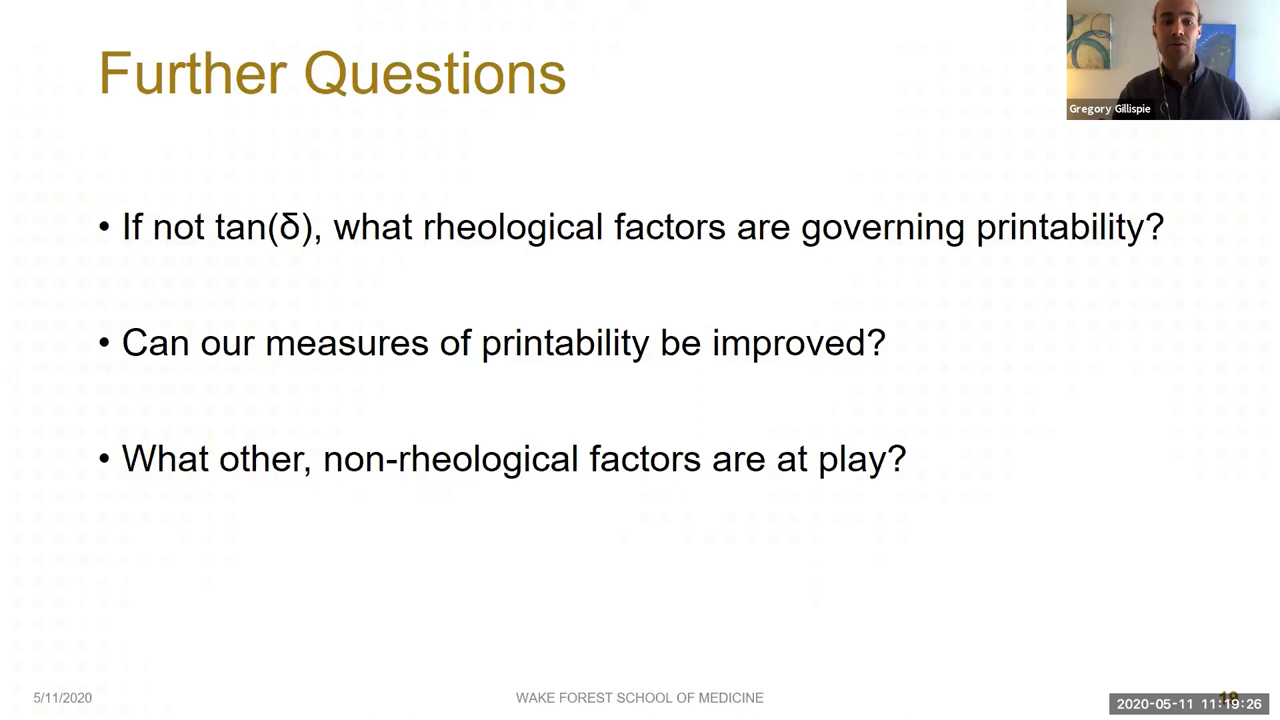 Further Questions
Gregory Gillispie
• If not tan(δ), what rheological factors are governing printability?
• Can our measures of printability be improved?
• What other, non-rheological factors are at play?
5/11/2020
WAKE FOREST SCHOOL OF MEDICINE
2020-05-11 11:19:26